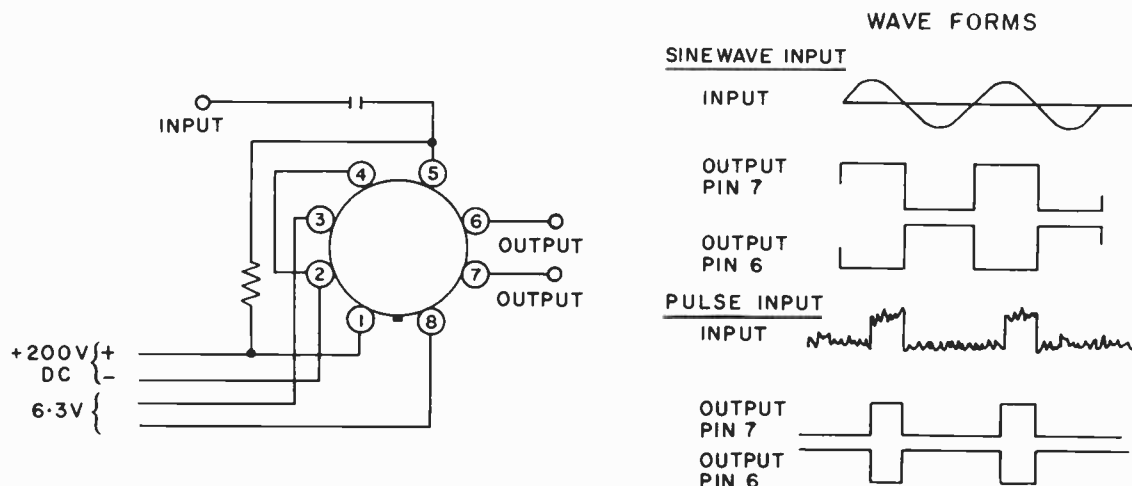 INPUT
4 5
3 6
OUTPUT
2 7
OUTPUT
1 8
+200V { +
DC { -
6·3V {
WAVE FORMS
SINEWAVE INPUT
INPUT
OUTPUT
PIN 7
OUTPUT
PIN 6
PULSE INPUT
INPUT
OUTPUT
PIN 7
OUTPUT
PIN 6